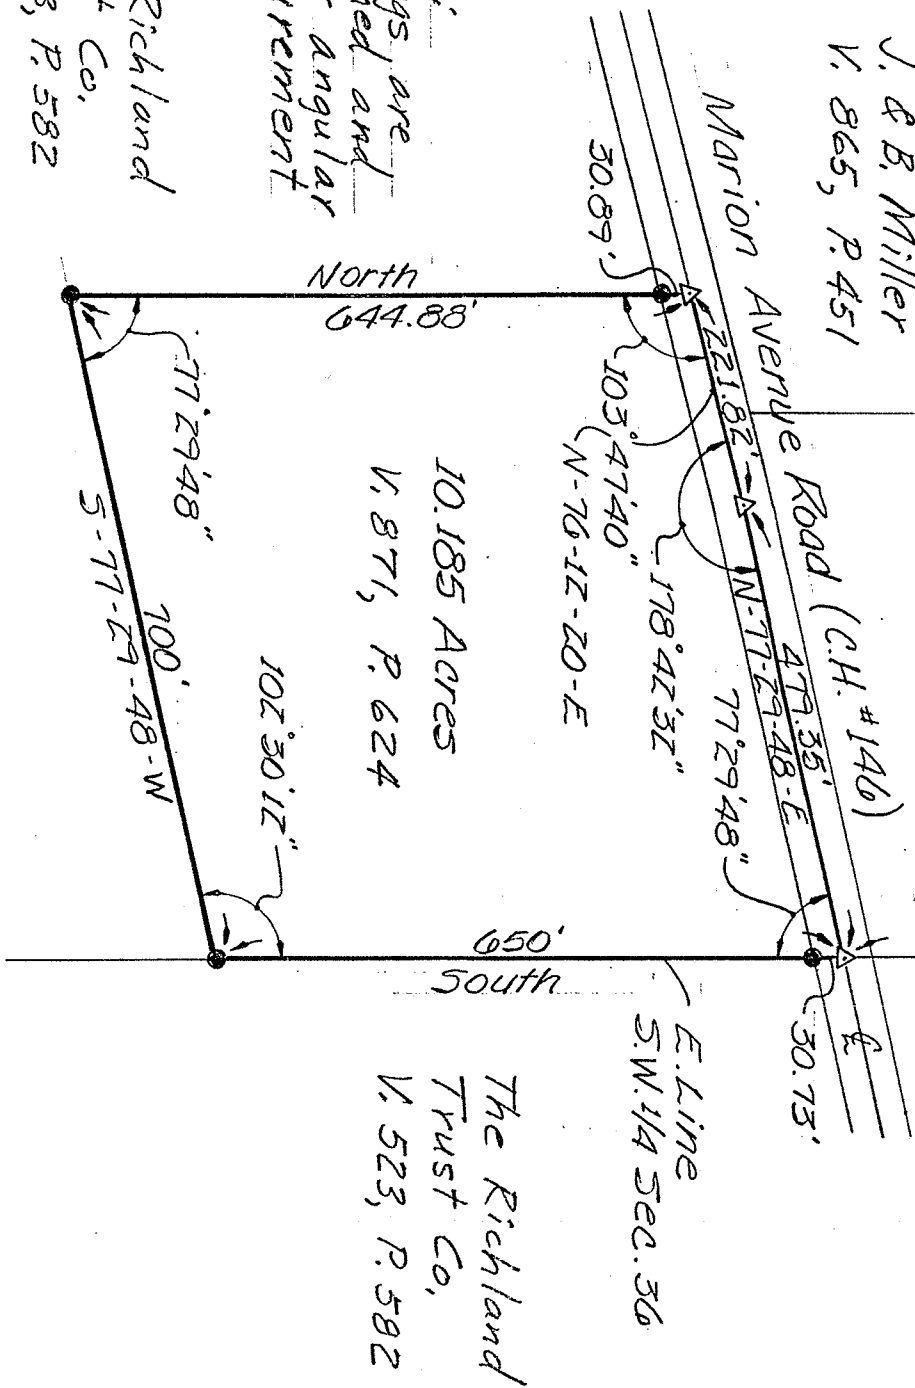 J. & B. Miller
V. 865, P. 451
Marion Avenue Road (C.H. #146)
gs, are
ned and
angular
rement
Richland
Co,
P. 582
30.89'
221.82'
479.35'
N-77-29-48-E
30.73'
North
644.88'
103°47'40"
N-76-12-20-E
178°42'32"
77°29'48"
10.185 Acres
V. 871, P. 624
77°29'48"
102°30'12"
700'
S-77-29-48-W
650'
South
E. Line
S.W. 1/4 Sec. 36
The Richland
Trust Co,
V. 523, P. 582